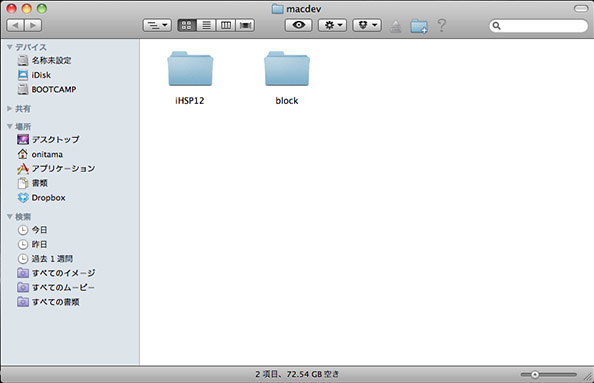 macdev
デバイス
名称未設定
iDisk
BOOTCAMP
共有
場所
デスクトップ
onitama
アプリケーション
書類
Dropbox
検索
今日
昨日
過去 1 週間
すべてのイメージ
すべてのムービー
すべての書類
iHSP12
block
2 項目、72.54 GB 空き